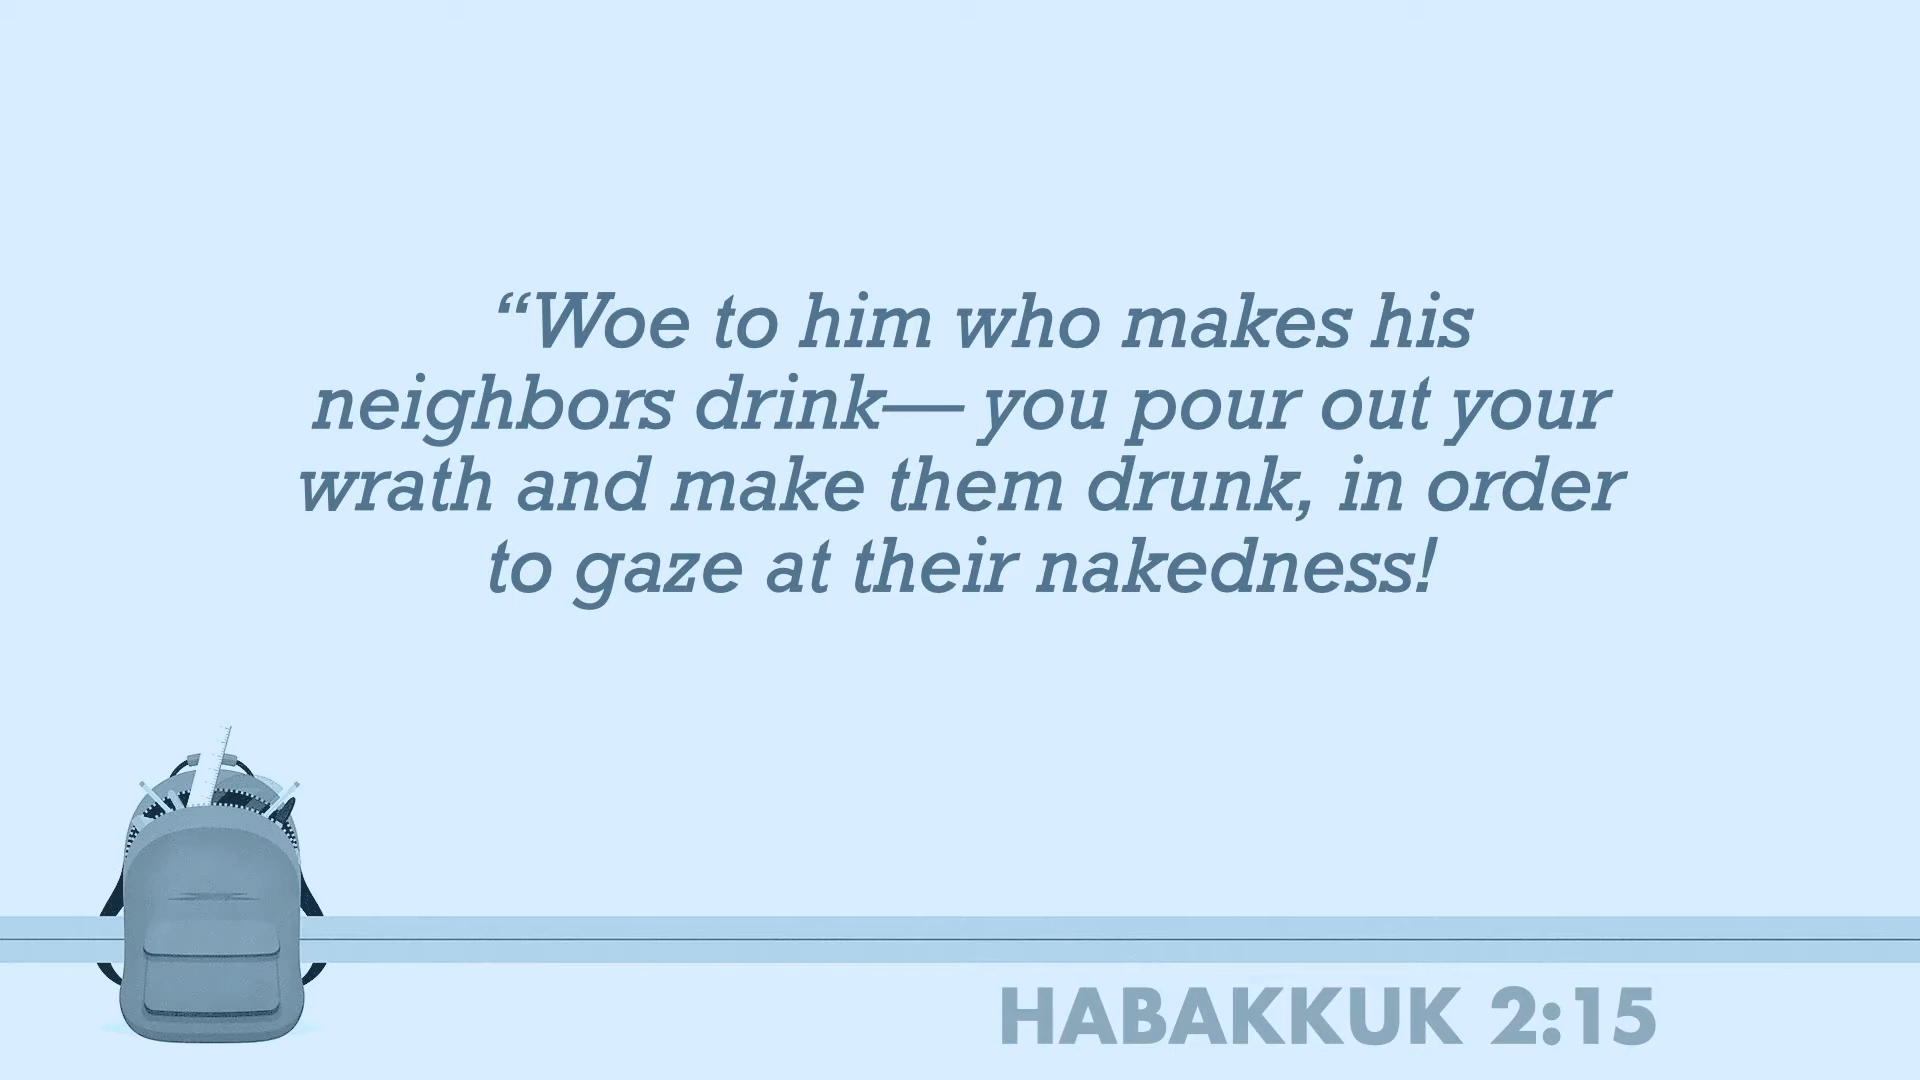 “Woe to him who makes his
neighbors drink— you pour out your
wrath and make them drunk, in order
to gaze at their nakedness!
HABAKKUK 2:15